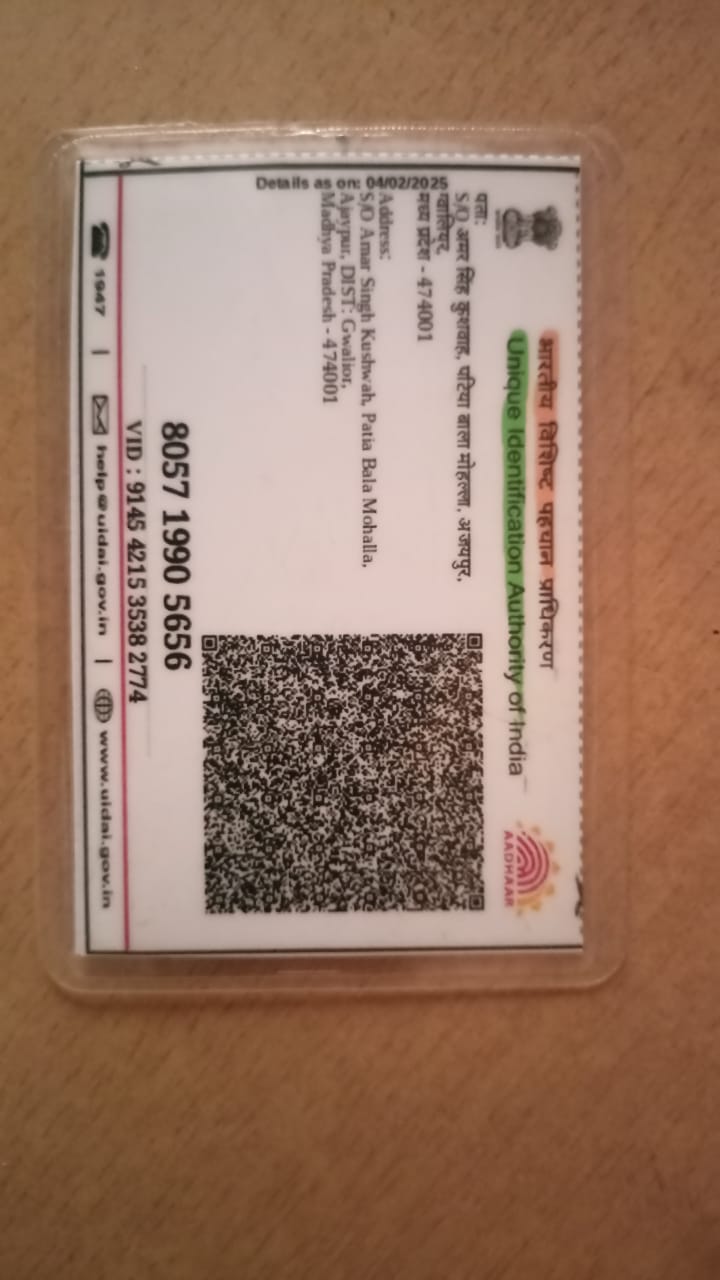 भारतीय विशिष्ट पहचान प्राधिकरण
Unique Identification Authority of India
AADHAAR
पता:
S/O अमर सिंह कुशवाह, पटिया बाला मोहल्ला, अजयपुर,
ग्वालियर,
मध्य प्रदेश - 474001
Address:
S/O Amar Singh Kushwah, Patia Bala Mohalla,
Ajaypur, DIST: Gwalior,
Madhya Pradesh - 474001
Details as on: 04/02/2025
8057 1990 5656
VID : 9145 4215 3538 2774
1947 | help@uidai.gov.in | www.uidai.gov.in